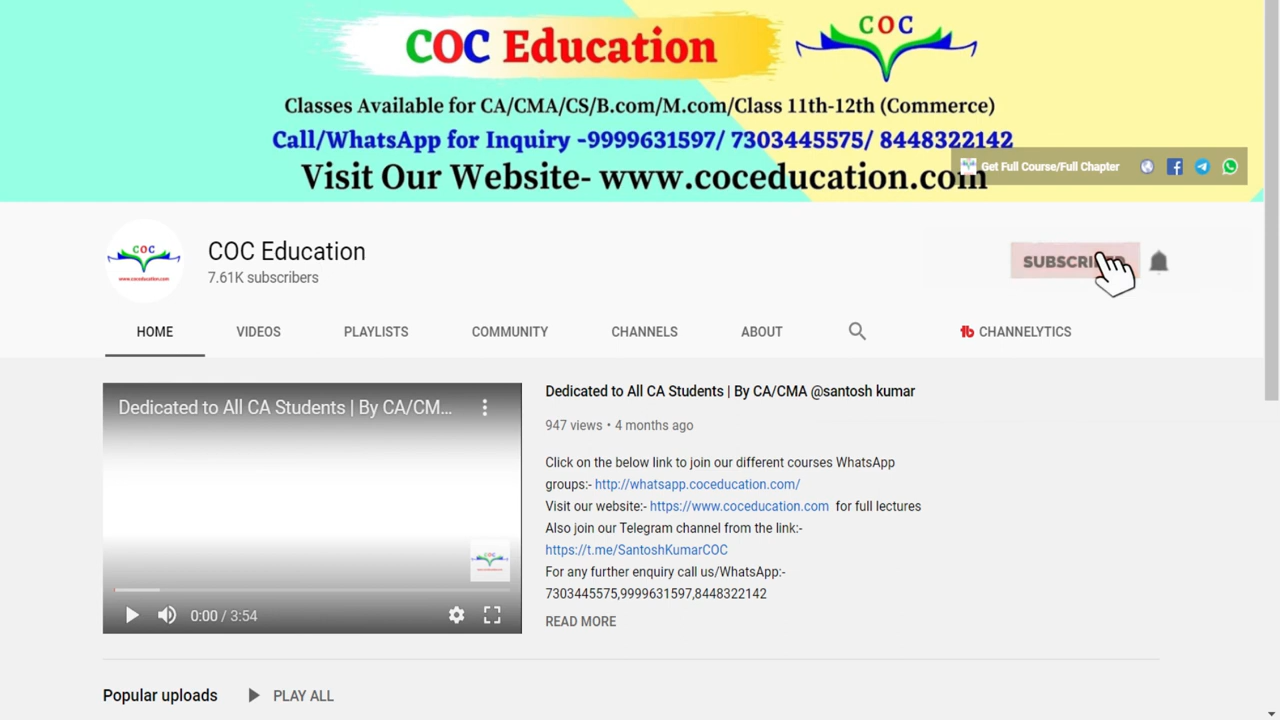 COC Education
COC
Classes Available for CA/CMA/CS/B.com/M.com/Class 11th-12th (Commerce)
Call/WhatsApp for Inquiry -9999631597/ 7303445575/ 8448322142
Visit Our Website- www.coceducation.com
Get Full Course/Full Chapter
COC
www.coceducation.com
COC Education
7.61K subscribers
SUBSCRIBED
HOME
VIDEOS
PLAYLISTS
COMMUNITY
CHANNELS
ABOUT
CHANNELYTICS
Dedicated to All CA Students | By CA/CM...
COC
0:00 / 3:54
Dedicated to All CA Students | By CA/CMA @santosh kumar
947 views • 4 months ago
Click on the below link to join our different courses WhatsApp
groups:- http://whatsapp.coceducation.com/
Visit our website:- https://www.coceducation.com for full lectures
Also join our Telegram channel from the link:-
https://t.me/SantoshKumarCOC
For any further enquiry call us/WhatsApp:-
7303445575,9999631597,8448322142
READ MORE
Popular uploads
PLAY ALL